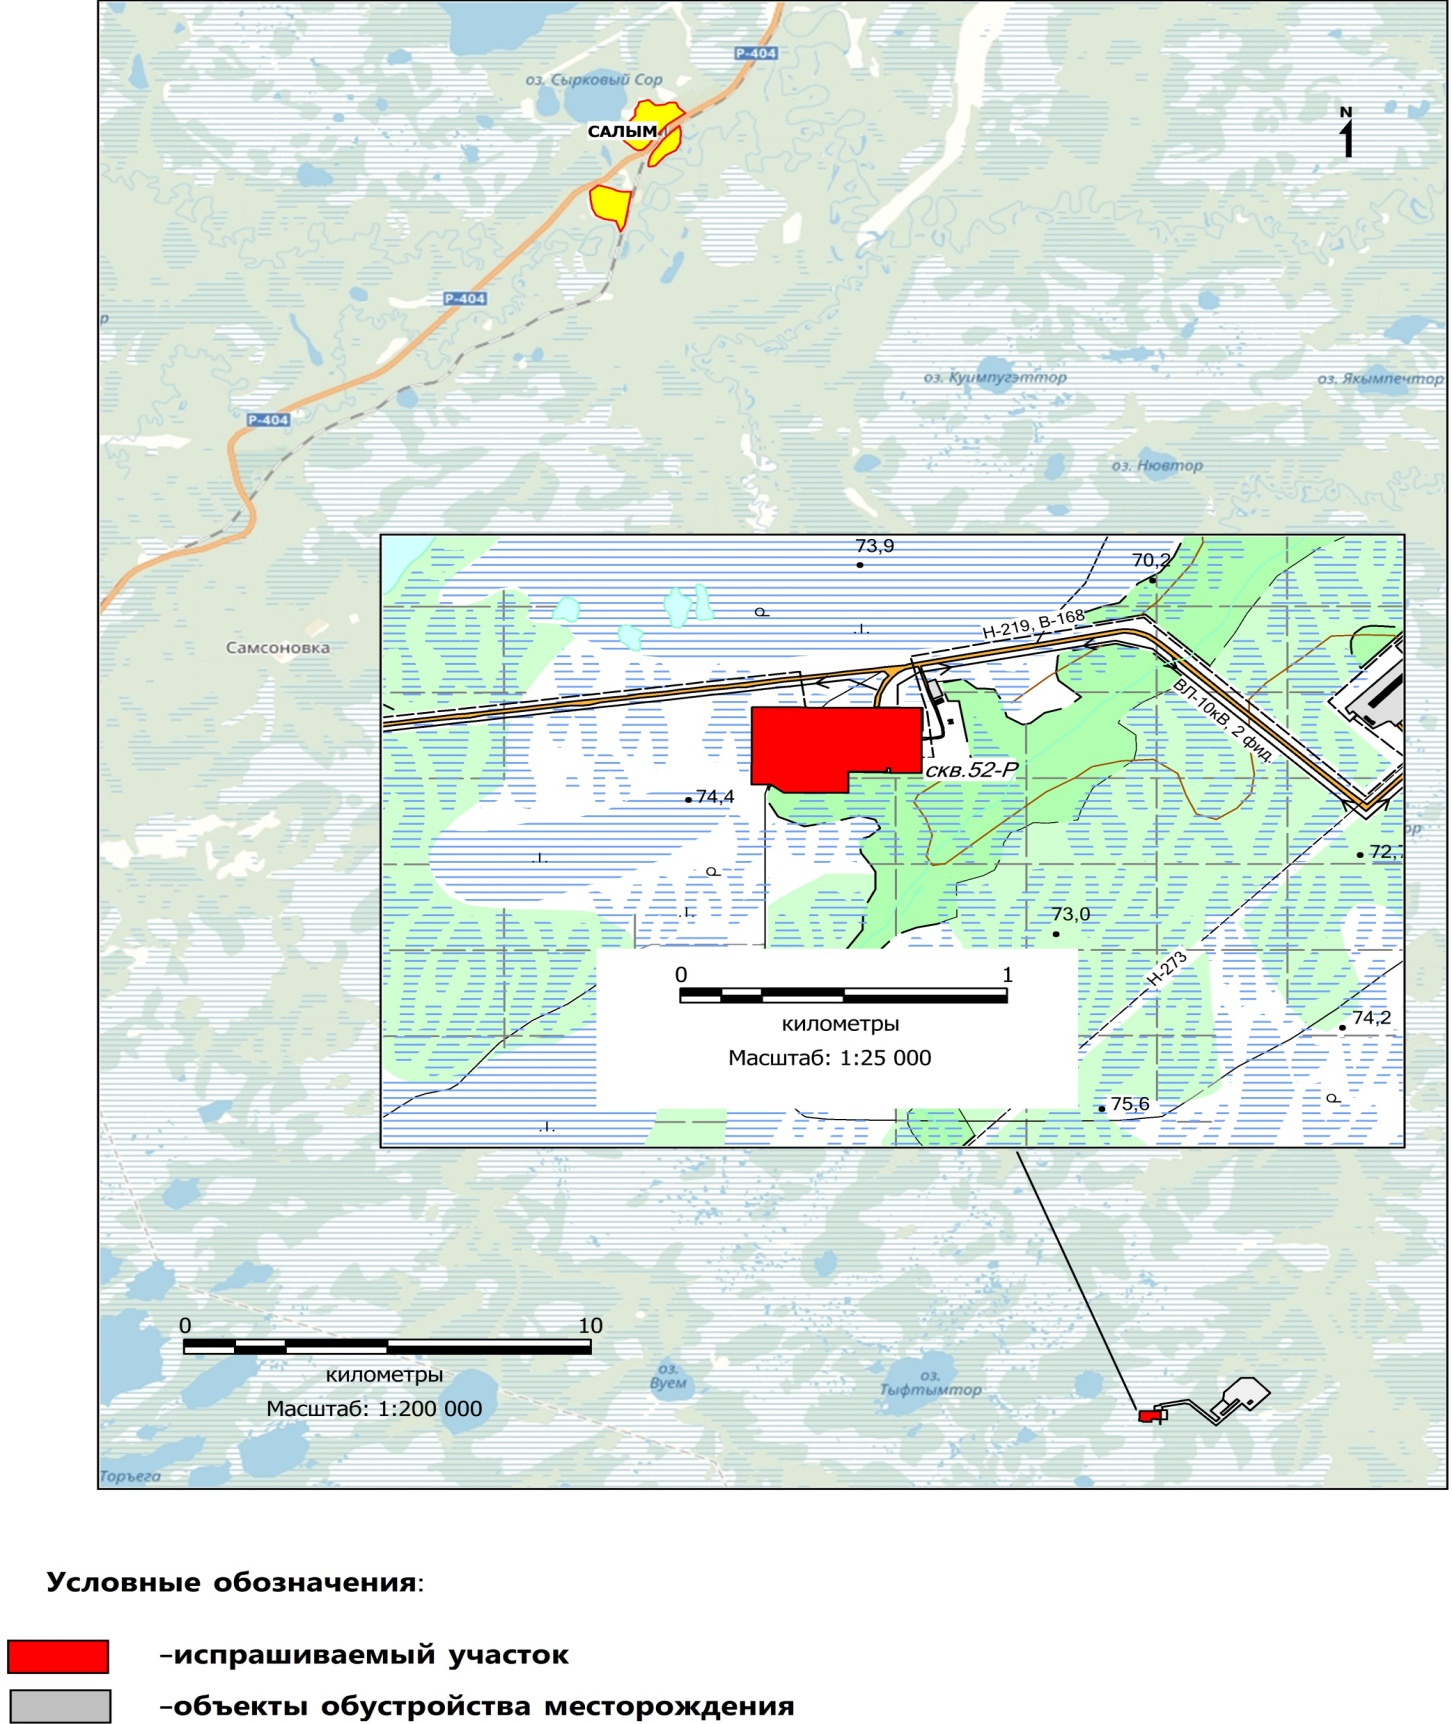 Р-404
оз. Сырковый Сор
N
САЛЫМ
Р-404
р
оз. Куимпугэттор
оз. Якымпечтор
Р-404
оз. Нювтор
73,9
70,2
Н-219, В-168
Самсоновка
ВЛ-10кВ, 2 фид.
скв.52-Р
74,4
ор
72,7
73,0
0 1
Н-273
километры
74,2
Масштаб: 1:25 000
75,6
0 10
километры
Масштаб: 1:200 000
оз.
Вуем
оз.
Тыфтымтор
Торъега
Условные обозначения:
–испрашиваемый участок
–объекты обустройства месторождения